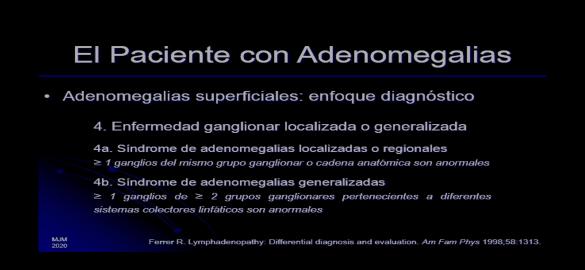 El Paciente con Adenomegalias
• Adenomegalias superficiales: enfoque diagnóstico
4. Enfermedad ganglionar localizada o generalizada
4a. Síndrome de adenomegalias localizadas o regionales
≥ 1 ganglios del mismo grupo ganglionar o cadena anatómica son anormales
4b. Síndrome de adenomegalias generalizadas
≥ 1 ganglios de ≥ 2 grupos ganglionares pertenecientes a diferentes
sistemas colectores linfáticos son anormales
MJM
2020
Ferrer R. Lymphadenopathy: Differential diagnosis and evaluation. Am Fam Phys 1998;58:1313.